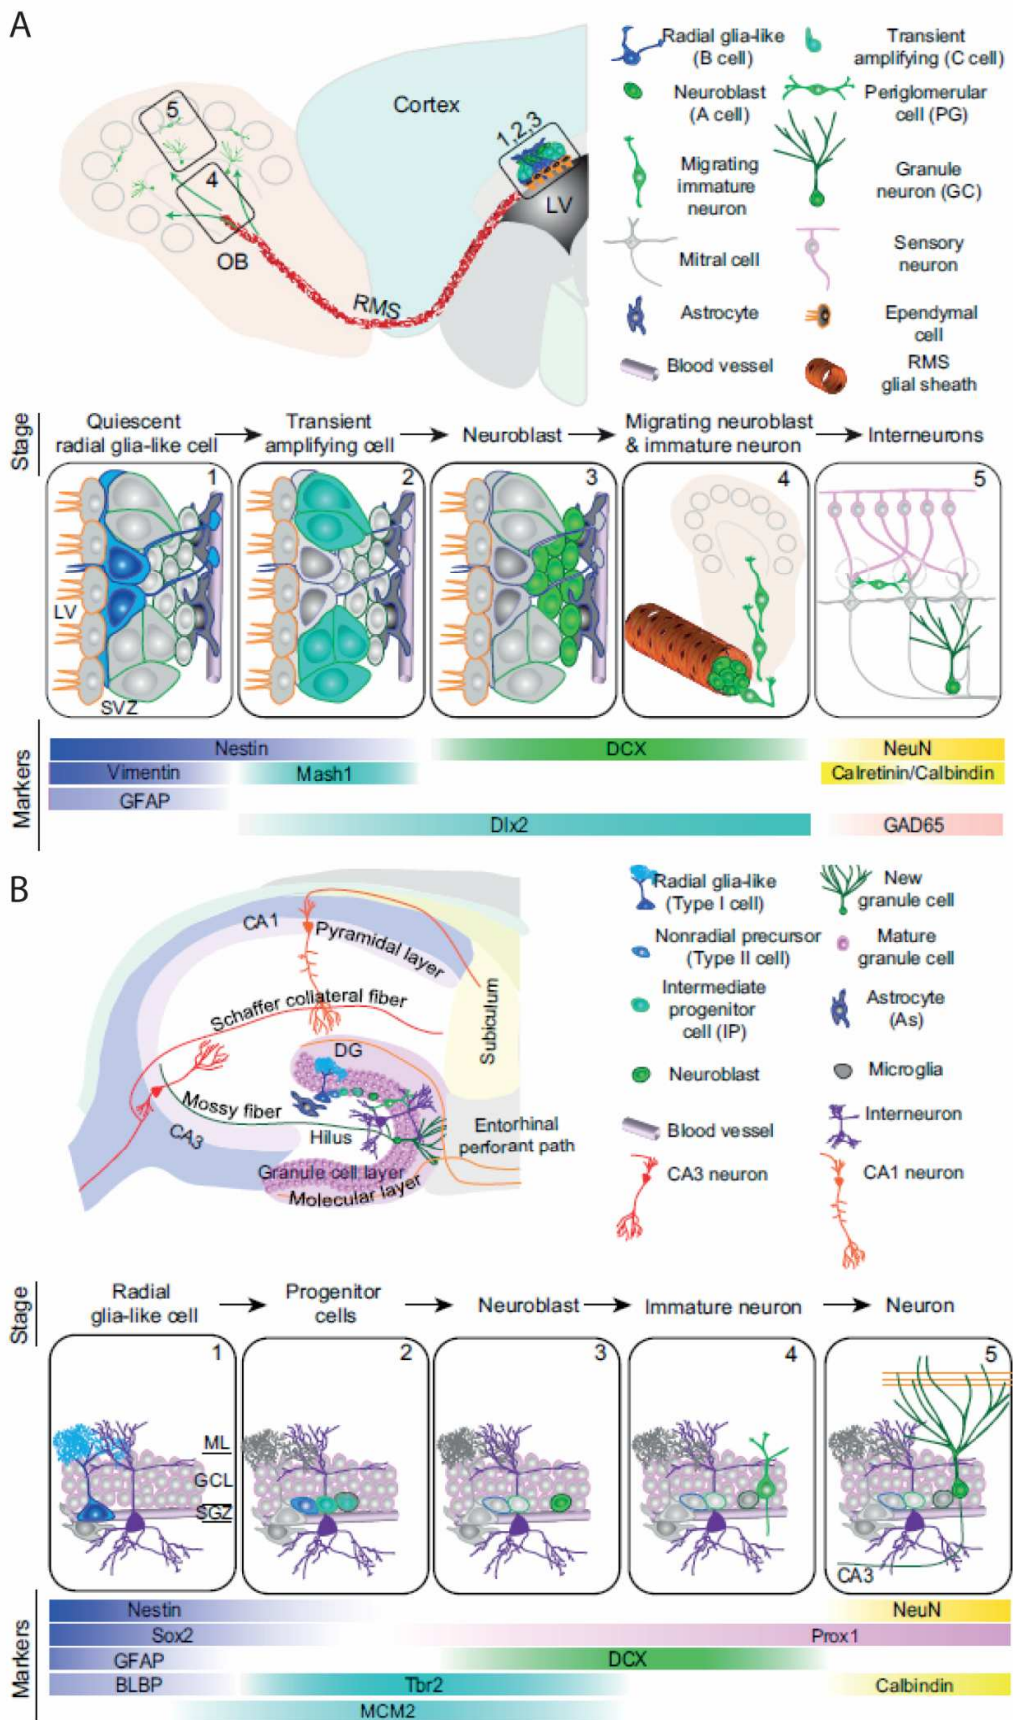 A
Cortex
1,2,3
5
4
LV
OB
RMS
Radial glia-like
(B cell)
Transient
amplifying (C cell)
Neuroblast
(A cell)
Periglomerular
cell (PG)
Migrating
immature
neuron
Granule
neuron (GC)
Mitral cell
Sensory
neuron
Astrocyte
Ependymal
cell
Blood vessel
RMS
glial sheath
Stage
Quiescent
radial glia-like cell
Transient
amplifying cell
Neuroblast
Migrating neuroblast
& immature neuron
Interneurons
1
2
3
4
5
LV
SVZ
Markers
Nestin
DCX
NeuN
Vimentin
Mash1
Calretinin/Calbindin
GFAP
Dlx2
GAD65
B
CA1
Pyramidal layer
Schaffer collateral fiber
Subiculum
DG
Mossy fiber
CA3
Hilus
Entorhinal
perforant path
Granule cell layer
Molecular layer
Radial glia-like
(Type I cell)
New
granule cell
Nonradial precursor
(Type II cell)
Mature
granule cell
Intermediate
progenitor
cell (IP)
Astrocyte
(As)
Neuroblast
Microglia
Blood vessel
Interneuron
CA3 neuron
CA1 neuron
Stage
Radial
glia-like cell
Progenitor
cells
Neuroblast
Immature neuron
Neuron
1
2
3
4
5
ML
GCL
SGZ
CA3
Markers
Nestin
NeuN
Sox2
Prox1
GFAP
DCX
BLBP
Tbr2
Calbindin
MCM2